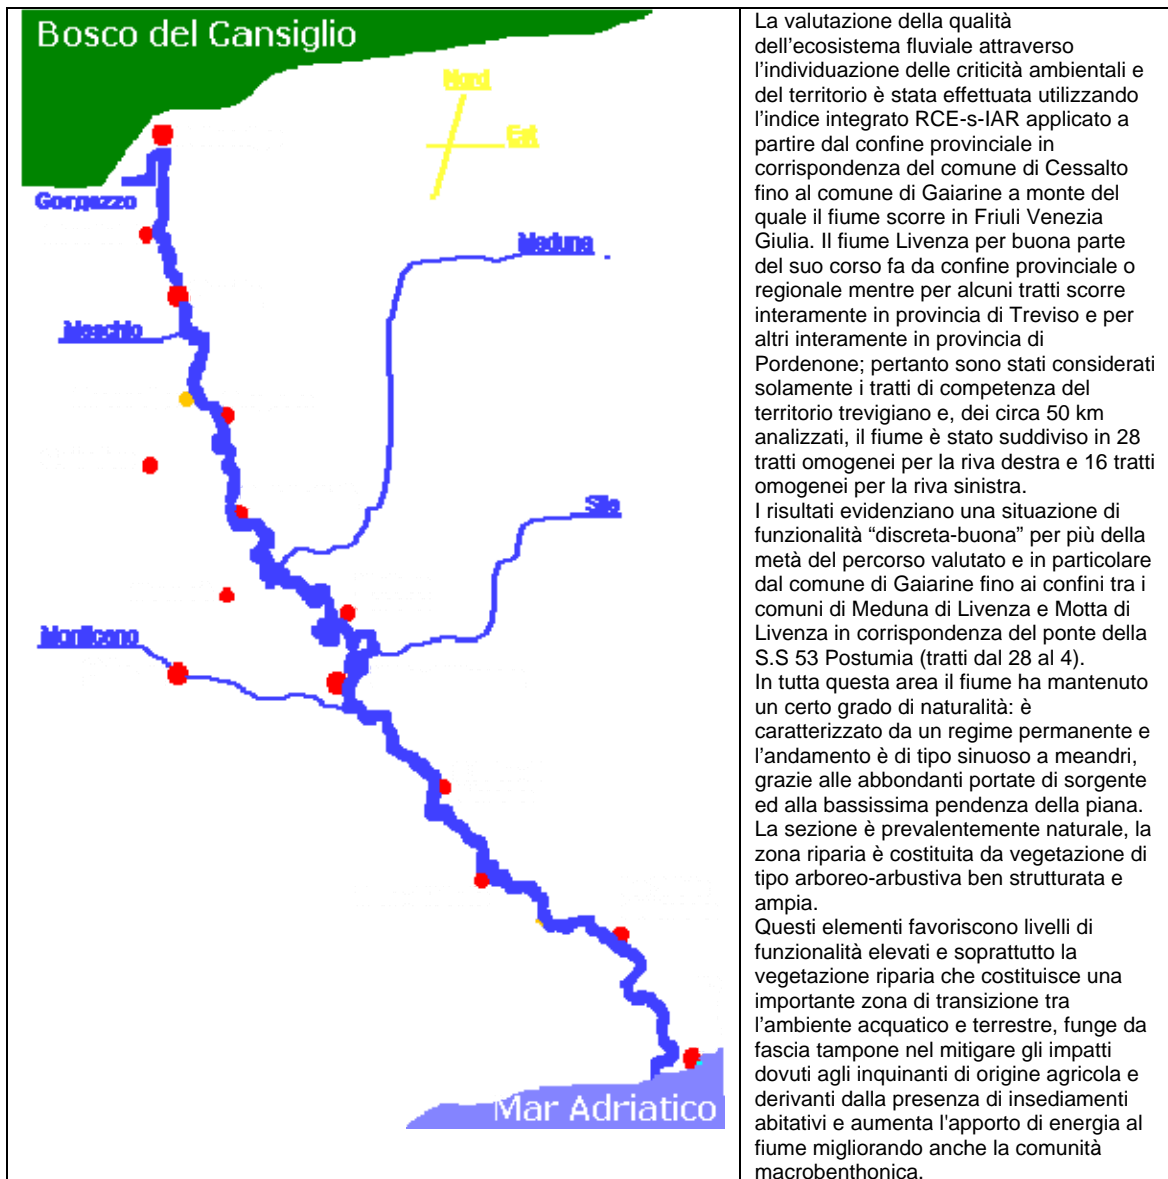 Bosco del Cansiglio
Nord
Est
Gorgazzo
Meduna
Meschio
Sile
Monticano
Mar Adriatico
La valutazione della qualità
dell’ecosistema fluviale attraverso
l’individuazione delle criticità ambientali e
del territorio è stata effettuata utilizzando
l’indice integrato RCE-s-IAR applicato a
partire dal confine provinciale in
corrispondenza del comune di Cessalto
fino al comune di Gaiarine a monte del
quale il fiume scorre in Friuli Venezia
Giulia. Il fiume Livenza per buona parte
del suo corso fa da confine provinciale o
regionale mentre per alcuni tratti scorre
interamente in provincia di Treviso e per
altri interamente in provincia di
Pordenone; pertanto sono stati considerati
solamente i tratti di competenza del
territorio trevigiano e, dei circa 50 km
analizzati, il fiume è stato suddiviso in 28
tratti omogenei per la riva destra e 16 tratti
omogenei per la riva sinistra.
I risultati evidenziano una situazione di
funzionalità “discreta-buona” per più della
metà del percorso valutato e in particolare
dal comune di Gaiarine fino ai confini tra i
comuni di Meduna di Livenza e Motta di
Livenza in corrispondenza del ponte della
S.S 53 Postumia (tratti dal 28 al 4).
In tutta questa area il fiume ha mantenuto
un certo grado di naturalità: è
caratterizzato da un regime permanente e
l’andamento è di tipo sinuoso a meandri,
grazie alle abbondanti portate di sorgente
ed alla bassissima pendenza della piana.
La sezione è prevalentemente naturale, la
zona riparia è costituita da vegetazione di
tipo arboreo-arbustiva ben strutturata e
ampia.
Questi elementi favoriscono livelli di
funzionalità elevati e soprattutto la
vegetazione riparia che costituisce una
importante zona di transizione tra
l’ambiente acquatico e terrestre, funge da
fascia tampone nel mitigare gli impatti
dovuti agli inquinanti di origine agricola e
derivanti dalla presenza di insediamenti
abitativi e aumenta l'apporto di energia al
fiume migliorando anche la comunità
macrobenthonica.